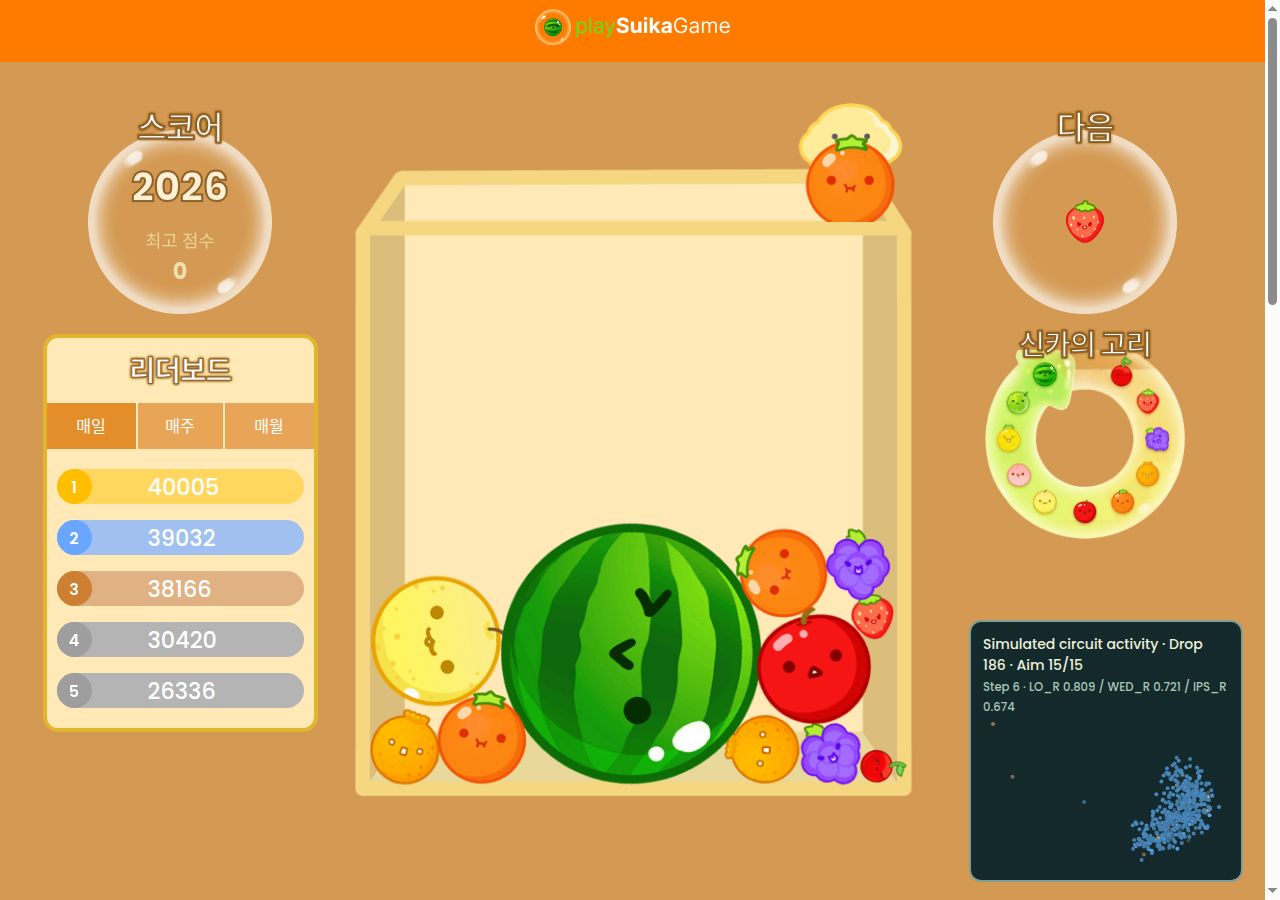 playSuikaGame
스코어
2026
최고 점수
0
리더보드
매일 매주 매월
1 40005
2 39032
3 38166
4 30420
5 26336
다음
신카의 고리
Simulated circuit activity · Drop
186 · Aim 15/15
Step 6 · LO_R 0.809 / WED_R 0.721 / IPS_R
0.674